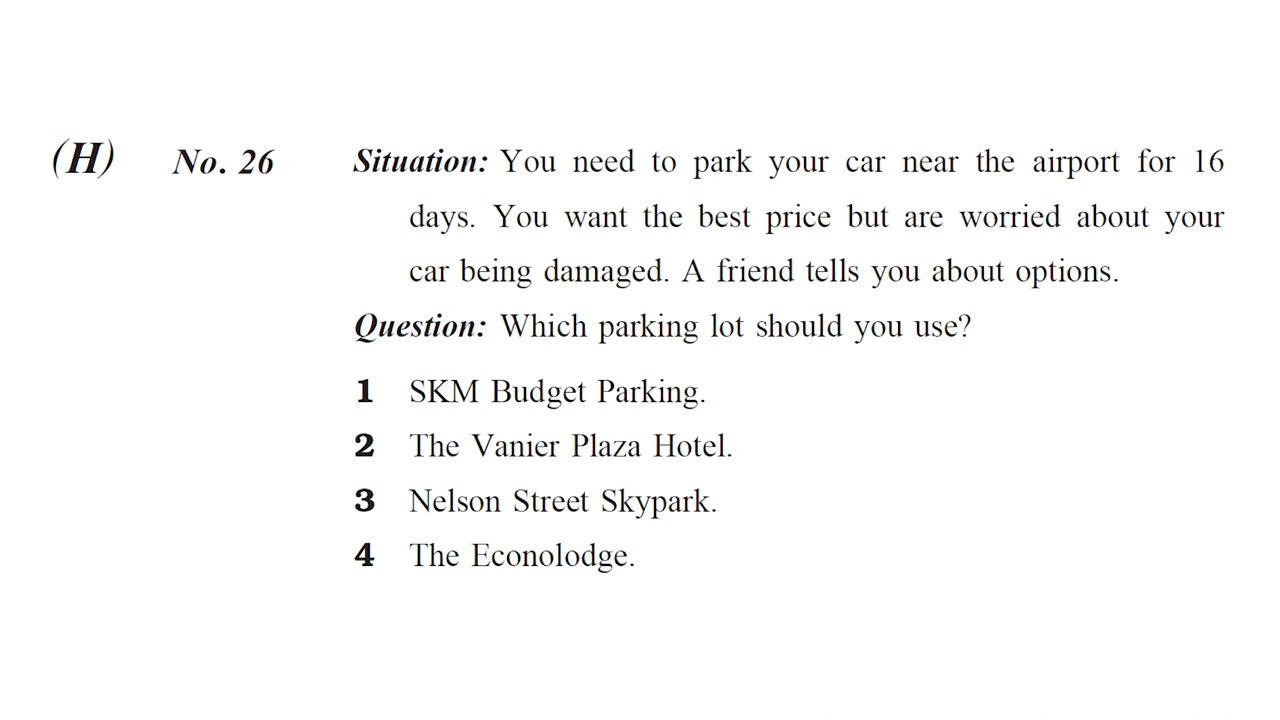 (H) No. 26 Situation: You need to park your car near the airport for 16
days. You want the best price but are worried about your
car being damaged. A friend tells you about options.
Question: Which parking lot should you use?
1 SKM Budget Parking.
2 The Vanier Plaza Hotel.
3 Nelson Street Skypark.
4 The Econolodge.